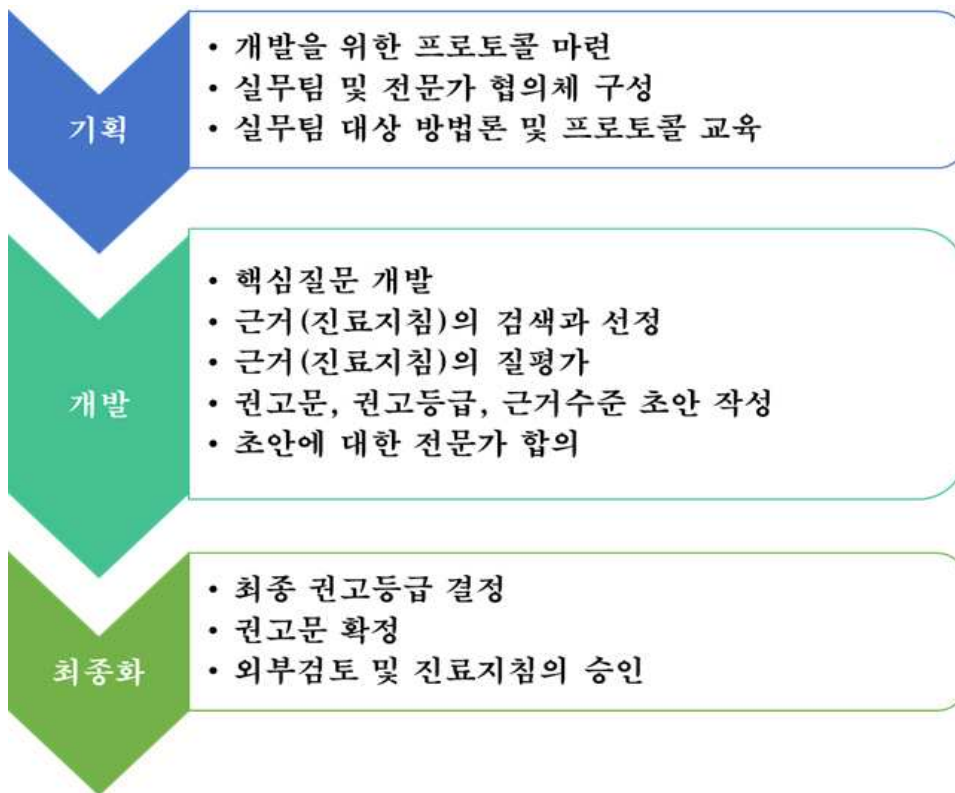 기획
• 개발을 위한 프로토콜 마련
• 실무팀 및 전문가 협의체 구성
• 실무팀 대상 방법론 및 프로토콜 교육
개발
• 핵심질문 개발
• 근거(진료지침)의 검색과 선정
• 근거(진료지침)의 질평가
• 권고문, 권고등급, 근거수준 초안 작성
• 초안에 대한 전문가 합의
최종화
• 최종 권고등급 결정
• 권고문 확정
• 외부검토 및 진료지침의 승인